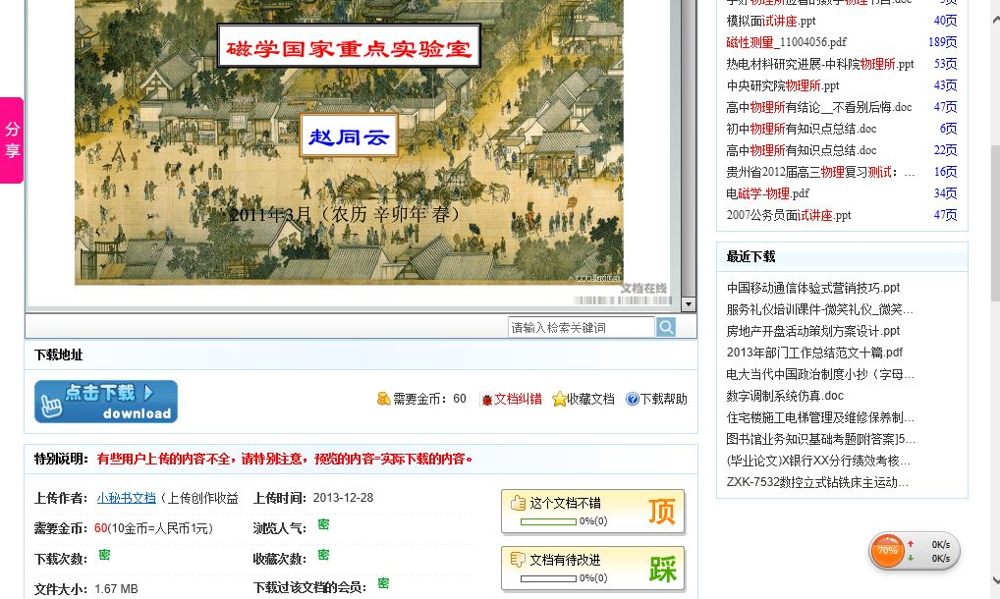 磁学国家重点实验室
赵同云
2011年3月（农历 辛卯年 春）
文档在线
分享
请输入检索关键词
下载地址
点击下载
download
需要金币：60 文档纠错 收藏文档 下载帮助
特别说明：有些用户上传的内容不全，请特别注意，预览的内容=实际下载的内容。
上传作者：小秘书文档（上传创作收益 上传时间：2013-12-28
需要金币：60(10金币=人民币1元) 浏览人气：密
下载次数：密 收藏次数：密
文件大小：1.67 MB 下载过该文档的会员：密
这个文档不错 顶
0%(0)
文档有待改进 踩
0%(0)
模拟面试讲座.ppt 40页
磁性测量_11004056.pdf 189页
热电材料研究进展-中科院物理所.ppt 53页
中央研究院物理所.ppt 43页
高中物理所有结论__不看别后悔.doc 47页
初中物理所有知识点总结.doc 6页
高中物理所有知识点总结.doc 22页
贵州省2012届高三物理复习测试：... 16页
电磁学-物理.pdf 34页
2007公务员面试讲座.ppt 47页
最近下载
中国移动通信体验式营销技巧.ppt
服务礼仪培训课件-微笑礼仪_微笑...
房地产开盘活动策划方案设计.ppt
2013年部门工作总结范文十篇.pdf
电大当代中国政治制度小抄（字母...
数字调制系统仿真.doc
住宅楼施工电梯管理及维修保养制...
图书馆业务知识基础考题[附答案]5...
(毕业论文)X银行XX分行绩效考核...
ZXK-7532数控立式钻铣床主运动...
70% 0K/s
0K/s